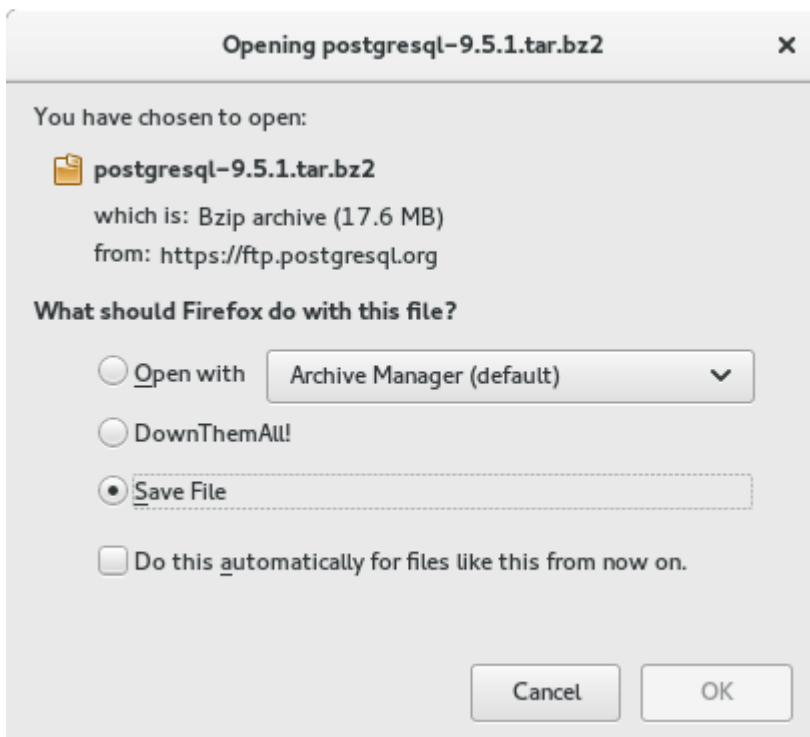 Opening postgresql-9.5.1.tar.bz2
You have chosen to open:
postgresql-9.5.1.tar.bz2
which is: Bzip archive (17.6 MB)
from: https://ftp.postgresql.org
What should Firefox do with this file?
Open with Archive Manager (default)
DownThemAll!
Save File
Do this automatically for files like this from now on.
Cancel OK